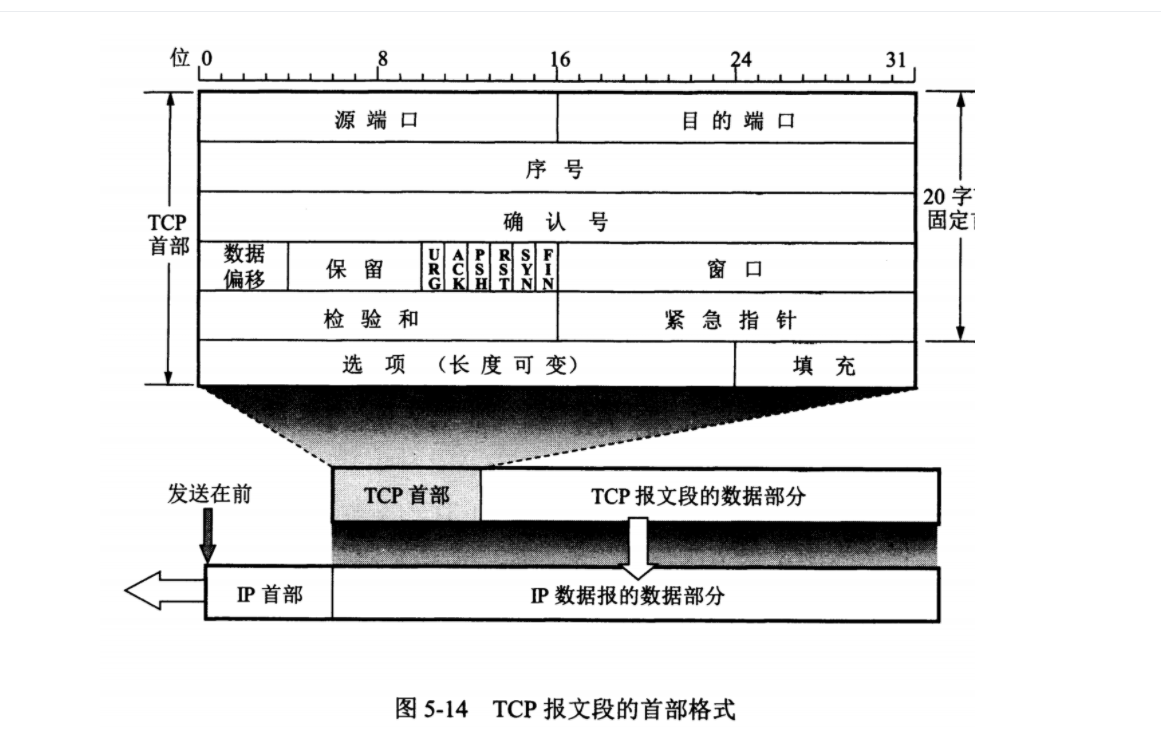 位 0 8 16 24 31
源端口 目的端口
序号
20 字
确认号
固定
TCP
首部
数据
偏移
保留
URG ACK PSH RST SYN FIN
窗口
检验和 紧急指针
选项 (长度可变) 填充
发送在前
TCP 首部 TCP 报文段的数据部分
IP 首部 IP 数据报的数据部分
图 5-14 TCP 报文段的首部格式